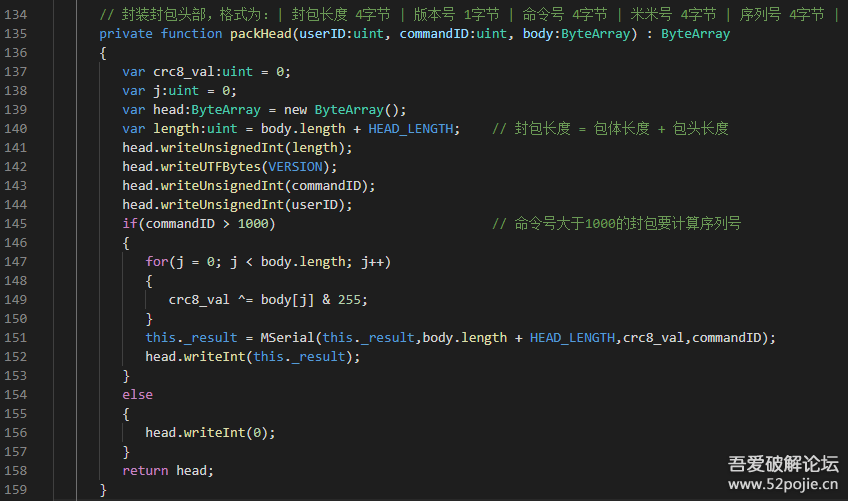 134 // 封装封包头部，格式为：| 封包长度 4字节 | 版本号 1字节 | 命令号 4字节 | 米米号 4字节 | 序列号 4字节 |
135 private function packHead(userID:uint, commandID:uint, body:ByteArray) : ByteArray
136 {
137 var crc8_val:uint = 0;
138 var j:uint = 0;
139 var head:ByteArray = new ByteArray();
140 var length:uint = body.length + HEAD_LENGTH; // 封包长度 = 包体长度 + 包头长度
141 head.writeUnsignedInt(length);
142 head.writeUTFBytes(VERSION);
143 head.writeUnsignedInt(commandID);
144 head.writeUnsignedInt(userID);
145 if(commandID > 1000) // 命令号大于1000的封包要计算序列号
146 {
147 for(j = 0; j < body.length; j++)
148 {
149 crc8_val ^= body[j] & 255;
150 }
151 this._result = MSerial(this._result,body.length + HEAD_LENGTH,crc8_val,commandID);
152 head.writeInt(this._result);
153 }
154 else
155 {
156 head.writeInt(0);
157 }
158 return head;
159 }
吾爱破解论坛
www.52pojie.cn